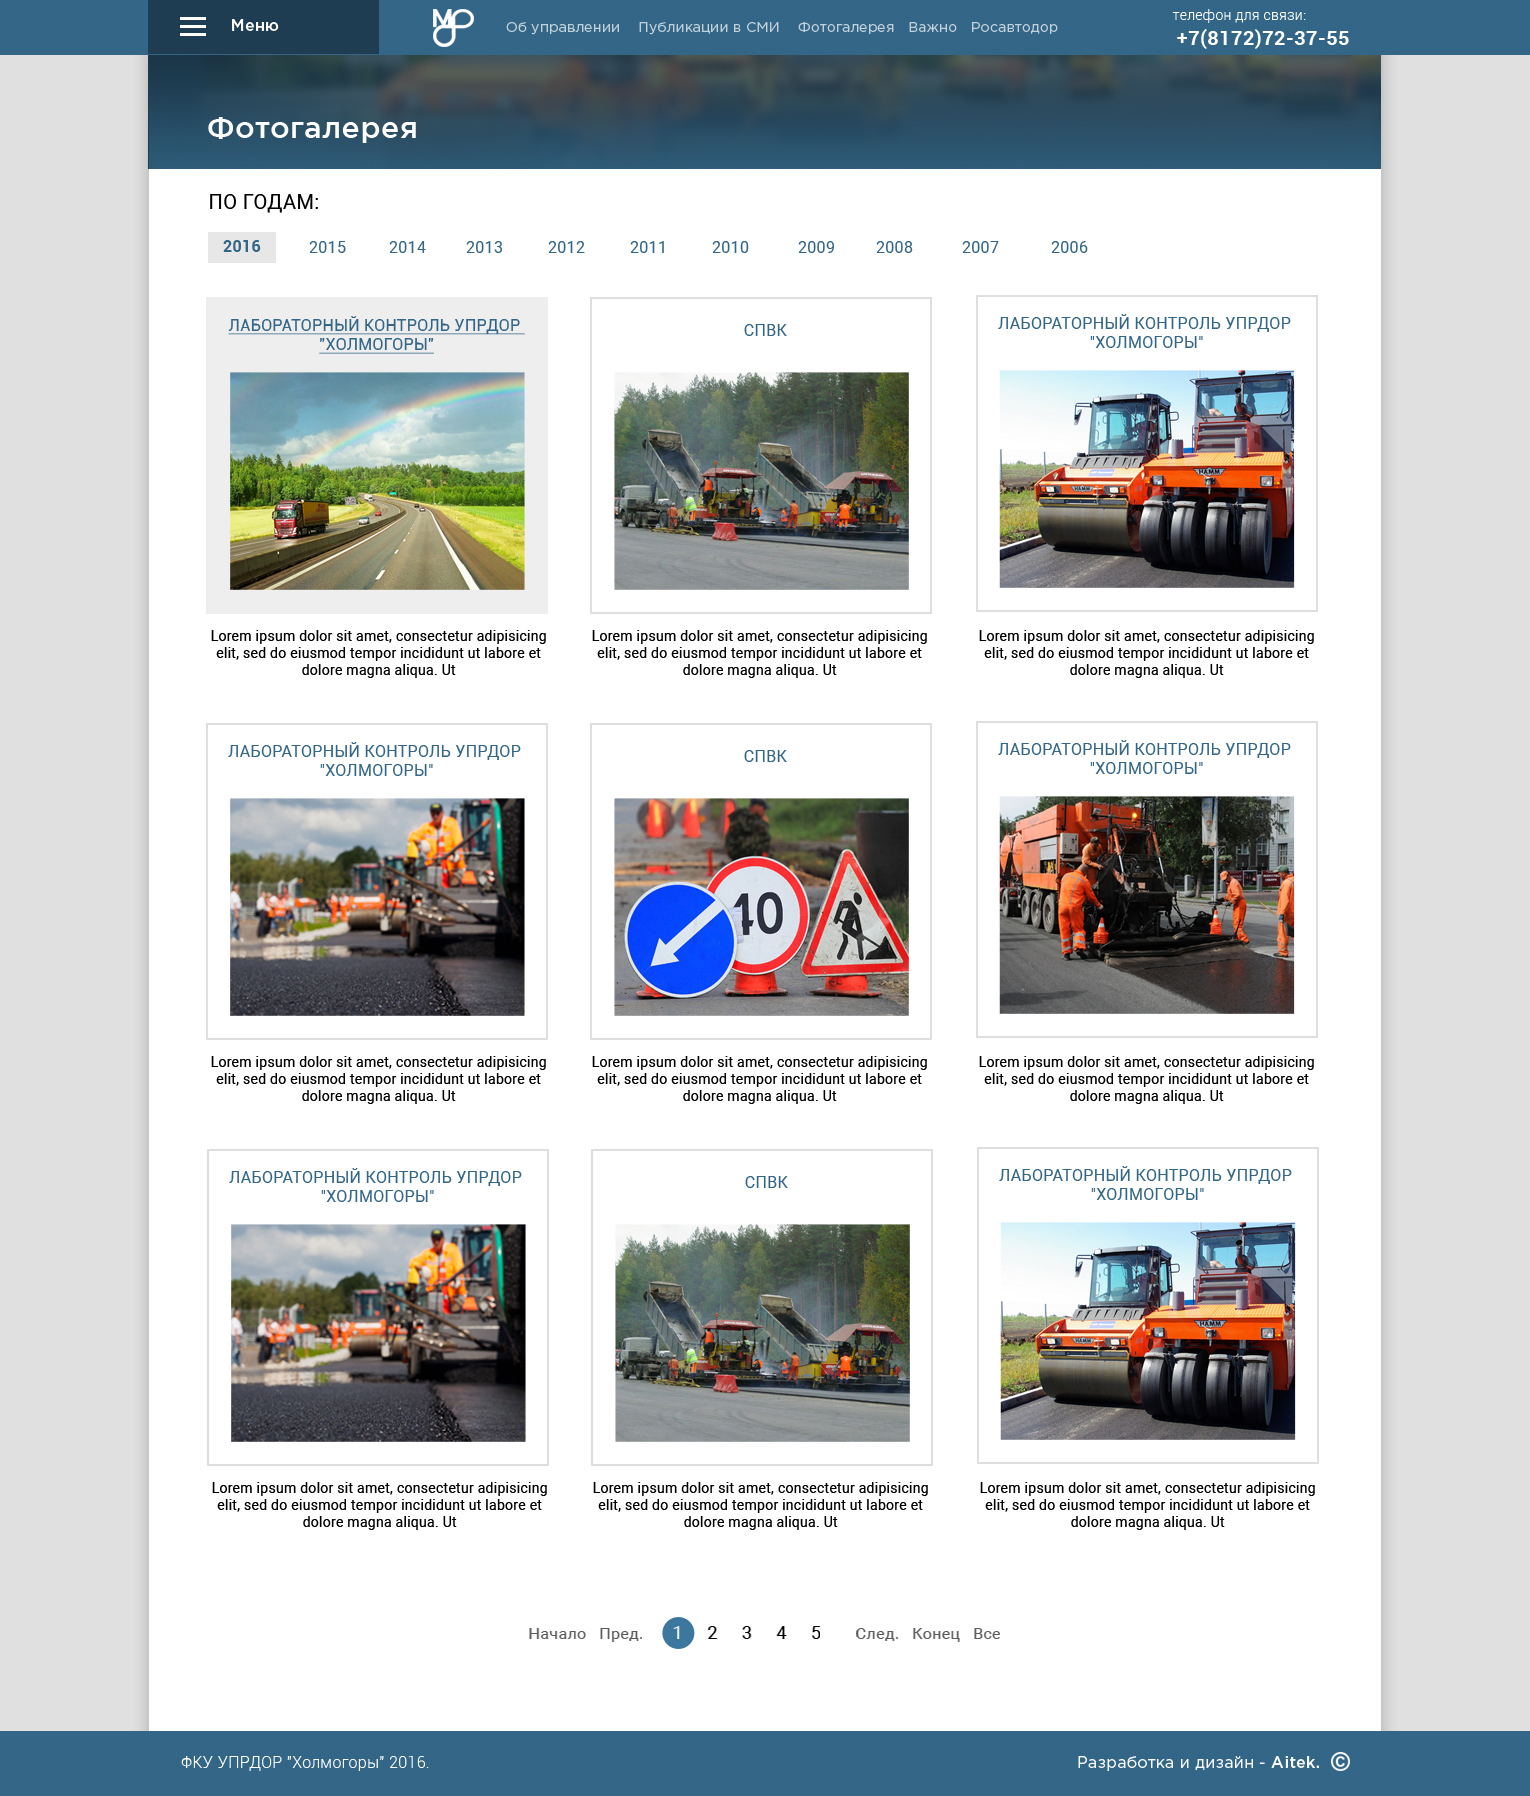 Меню
Об управлении Публикации в СМИ Фотогалерея Важно Росавтодор
телефон для связи:
+7(8172)72-37-55
Фотогалерея
ПО ГОДАМ:
2016 2015 2014 2013 2012 2011 2010 2009 2008 2007 2006
ЛАБОРАТОРНЫЙ КОНТРОЛЬ УПРДОР
"ХОЛМОГОРЫ"
СПВК
ЛАБОРАТОРНЫЙ КОНТРОЛЬ УПРДОР
"ХОЛМОГОРЫ"
HAMM
HAMM
Lorem ipsum dolor sit amet, consectetur adipisicing
elit, sed do eiusmod tempor incididunt ut labore et
dolore magna aliqua. Ut
Lorem ipsum dolor sit amet, consectetur adipisicing
elit, sed do eiusmod tempor incididunt ut labore et
dolore magna aliqua. Ut
Lorem ipsum dolor sit amet, consectetur adipisicing
elit, sed do eiusmod tempor incididunt ut labore et
dolore magna aliqua. Ut
ЛАБОРАТОРНЫЙ КОНТРОЛЬ УПРДОР
"ХОЛМОГОРЫ"
СПВК
40
ЛАБОРАТОРНЫЙ КОНТРОЛЬ УПРДОР
"ХОЛМОГОРЫ"
Lorem ipsum dolor sit amet, consectetur adipisicing
elit, sed do eiusmod tempor incididunt ut labore et
dolore magna aliqua. Ut
Lorem ipsum dolor sit amet, consectetur adipisicing
elit, sed do eiusmod tempor incididunt ut labore et
dolore magna aliqua. Ut
Lorem ipsum dolor sit amet, consectetur adipisicing
elit, sed do eiusmod tempor incididunt ut labore et
dolore magna aliqua. Ut
ЛАБОРАТОРНЫЙ КОНТРОЛЬ УПРДОР
"ХОЛМОГОРЫ"
СПВК
ЛАБОРАТОРНЫЙ КОНТРОЛЬ УПРДОР
"ХОЛМОГОРЫ"
HAMM
HAMM
Lorem ipsum dolor sit amet, consectetur adipisicing
elit, sed do eiusmod tempor incididunt ut labore et
dolore magna aliqua. Ut
Lorem ipsum dolor sit amet, consectetur adipisicing
elit, sed do eiusmod tempor incididunt ut labore et
dolore magna aliqua. Ut
Lorem ipsum dolor sit amet, consectetur adipisicing
elit, sed do eiusmod tempor incididunt ut labore et
dolore magna aliqua. Ut
Начало Пред. 1 2 3 4 5 След. Конец Все
ФКУ УПРДОР "Холмогоры" 2016.
Разработка и дизайн - Aitek. ©